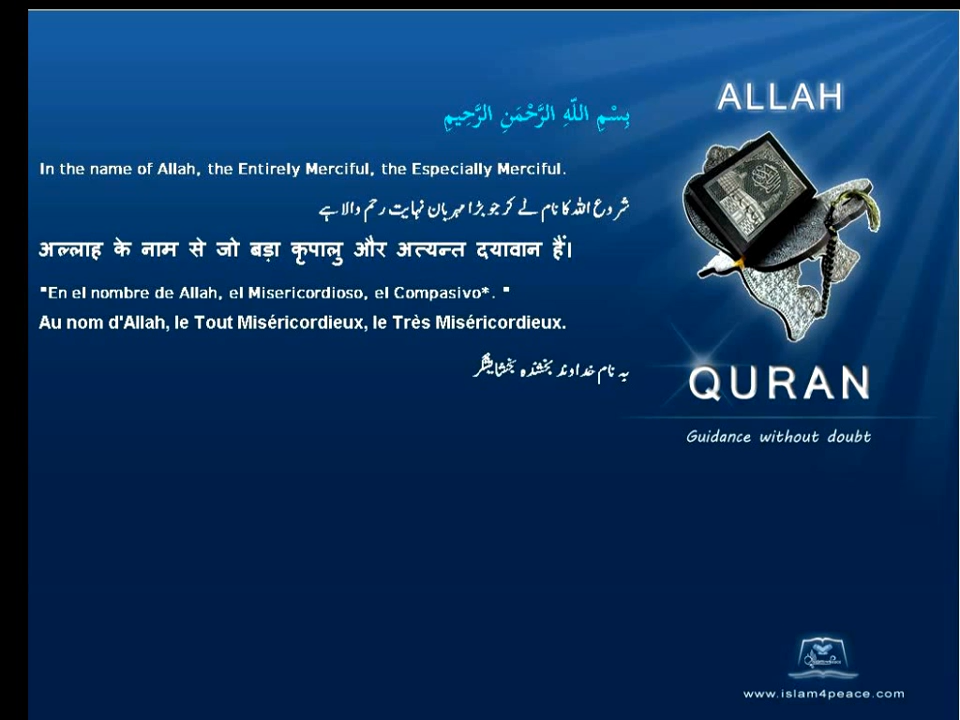 بِسْمِ اللّهِ الرَّحْمَنِ الرَّحِيمِ
In the name of Allah, the Entirely Merciful, the Especially Merciful.
شروع الله کا نام لے کر جو بڑا مہربان نہایت رحم والا ہے
अल्लाह के नाम से जो बड़ा कृपालु और अत्यन्त दयावान हैं।
"En el nombre de Allah, el Misericordioso, el Compasivo*. "
Au nom d'Allah, le Tout Miséricordieux, le Très Miséricordieux.
به نام خداوند بخشنده بخشایشگر
ALLAH
QURAN
Guidance without doubt
www.islam4peace.com